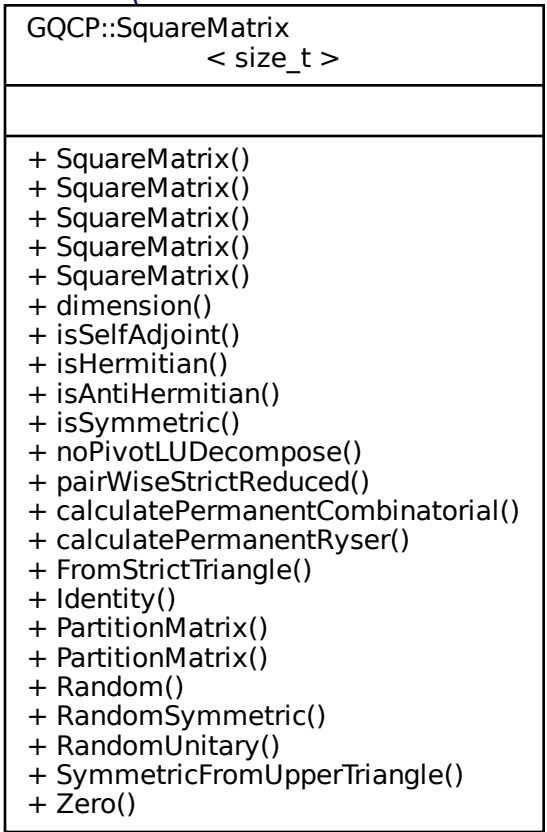 GQCP::SquareMatrix
< size_t >
+ SquareMatrix()
+ SquareMatrix()
+ SquareMatrix()
+ SquareMatrix()
+ SquareMatrix()
+ dimension()
+ isSelfAdjoint()
+ isHermitian()
+ isAntiHermitian()
+ isSymmetric()
+ noPivotLUDecompose()
+ pairWiseStrictReduced()
+ calculatePermanentCombinatorial()
+ calculatePermanentRyser()
+ FromStrictTriangle()
+ Identity()
+ PartitionMatrix()
+ PartitionMatrix()
+ Random()
+ RandomSymmetric()
+ RandomUnitary()
+ SymmetricFromUpperTriangle()
+ Zero()